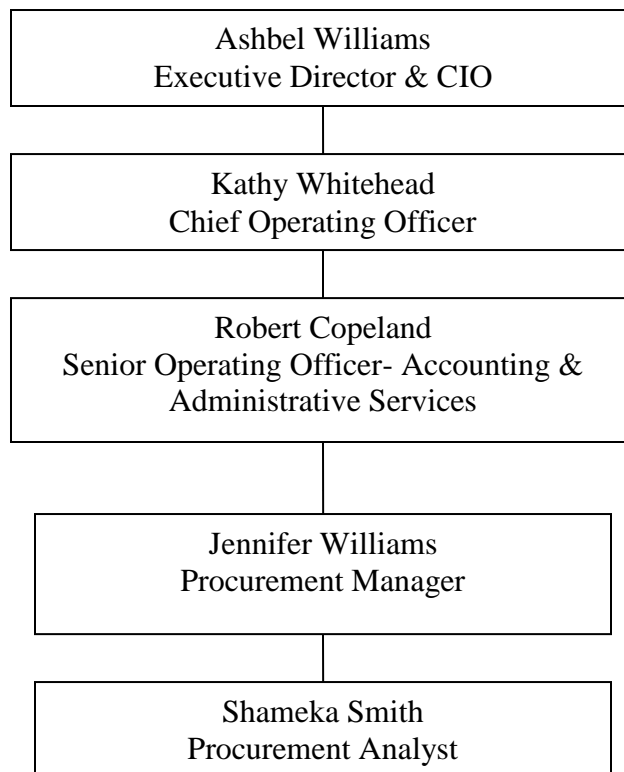 Ashbel Williams
Executive Director & CIO
Kathy Whitehead
Chief Operating Officer
Robert Copeland
Senior Operating Officer- Accounting &
Administrative Services
Jennifer Williams
Procurement Manager
Shameka Smith
Procurement Analyst